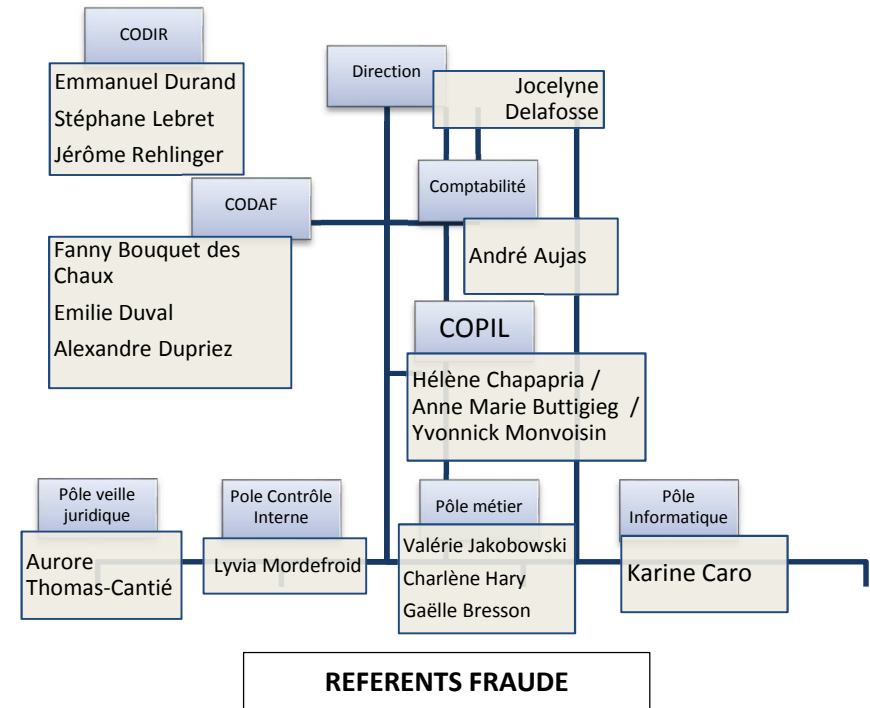 CODIR
Emmanuel Durand
Stéphane Lebret
Jérôme Rehlinger
Direction
Jocelyne
Delafosse
CODAF
Fanny Bouquet des
Chaux
Emilie Duval
Alexandre Dupriez
Comptabilité
André Aujas
COPIL
Hélène Chapapria /
Anne Marie Buttigieg /
Yvonnick Monvoisin
Pôle veille
juridique
Aurore
Thomas-Cantié
Pole Contrôle
Interne
Lyvia Mordefroid
Pôle métier
Valérie Jakobowski
Charlène Hary
Gaëlle Bresson
Pôle
Informatique
Karine Caro
REFERENTS FRAUDE